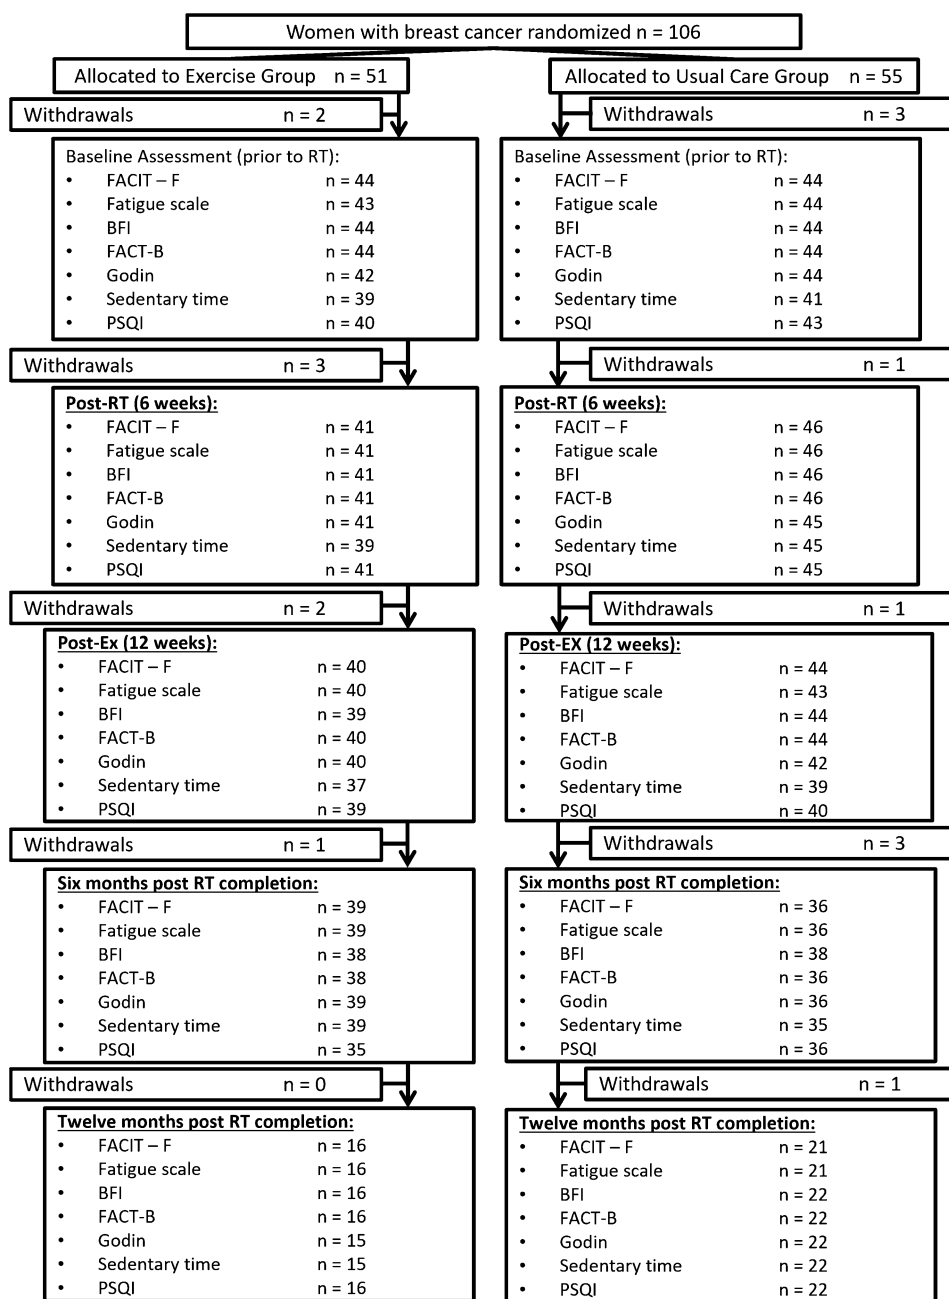 Women with breast cancer randomized n = 106
Allocated to Exercise Group n = 51
Allocated to Usual Care Group n = 55
Withdrawals n = 2
Withdrawals n = 3
Baseline Assessment (prior to RT):
• FACIT – F n = 44
• Fatigue scale n = 43
• BFI n = 44
• FACT-B n = 44
• Godin n = 42
• Sedentary time n = 39
• PSQI n = 40
Baseline Assessment (prior to RT):
• FACIT – F n = 44
• Fatigue scale n = 44
• BFI n = 44
• FACT-B n = 44
• Godin n = 44
• Sedentary time n = 41
• PSQI n = 43
Withdrawals n = 3
Withdrawals n = 1
Post-RT (6 weeks):
• FACIT – F n = 41
• Fatigue scale n = 41
• BFI n = 41
• FACT-B n = 41
• Godin n = 41
• Sedentary time n = 39
• PSQI n = 41
Post-RT (6 weeks):
• FACIT – F n = 46
• Fatigue scale n = 46
• BFI n = 46
• FACT-B n = 46
• Godin n = 45
• Sedentary time n = 45
• PSQI n = 45
Withdrawals n = 2
Withdrawals n = 1
Post-Ex (12 weeks):
• FACIT – F n = 40
• Fatigue scale n = 40
• BFI n = 39
• FACT-B n = 40
• Godin n = 40
• Sedentary time n = 37
• PSQI n = 39
Post-EX (12 weeks):
• FACIT – F n = 44
• Fatigue scale n = 43
• BFI n = 44
• FACT-B n = 44
• Godin n = 42
• Sedentary time n = 39
• PSQI n = 40
Withdrawals n = 1
Withdrawals n = 3
Six months post RT completion:
• FACIT – F n = 39
• Fatigue scale n = 39
• BFI n = 38
• FACT-B n = 38
• Godin n = 39
• Sedentary time n = 39
• PSQI n = 35
Six months post RT completion:
• FACIT – F n = 36
• Fatigue scale n = 36
• BFI n = 38
• FACT-B n = 36
• Godin n = 36
• Sedentary time n = 35
• PSQI n = 36
Withdrawals n = 0
Withdrawals n = 1
Twelve months post RT completion:
• FACIT – F n = 16
• Fatigue scale n = 16
• BFI n = 16
• FACT-B n = 16
• Godin n = 15
• Sedentary time n = 15
• PSQI n = 16
Twelve months post RT completion:
• FACIT – F n = 21
• Fatigue scale n = 21
• BFI n = 22
• FACT-B n = 22
• Godin n = 22
• Sedentary time n = 22
• PSQI n = 22